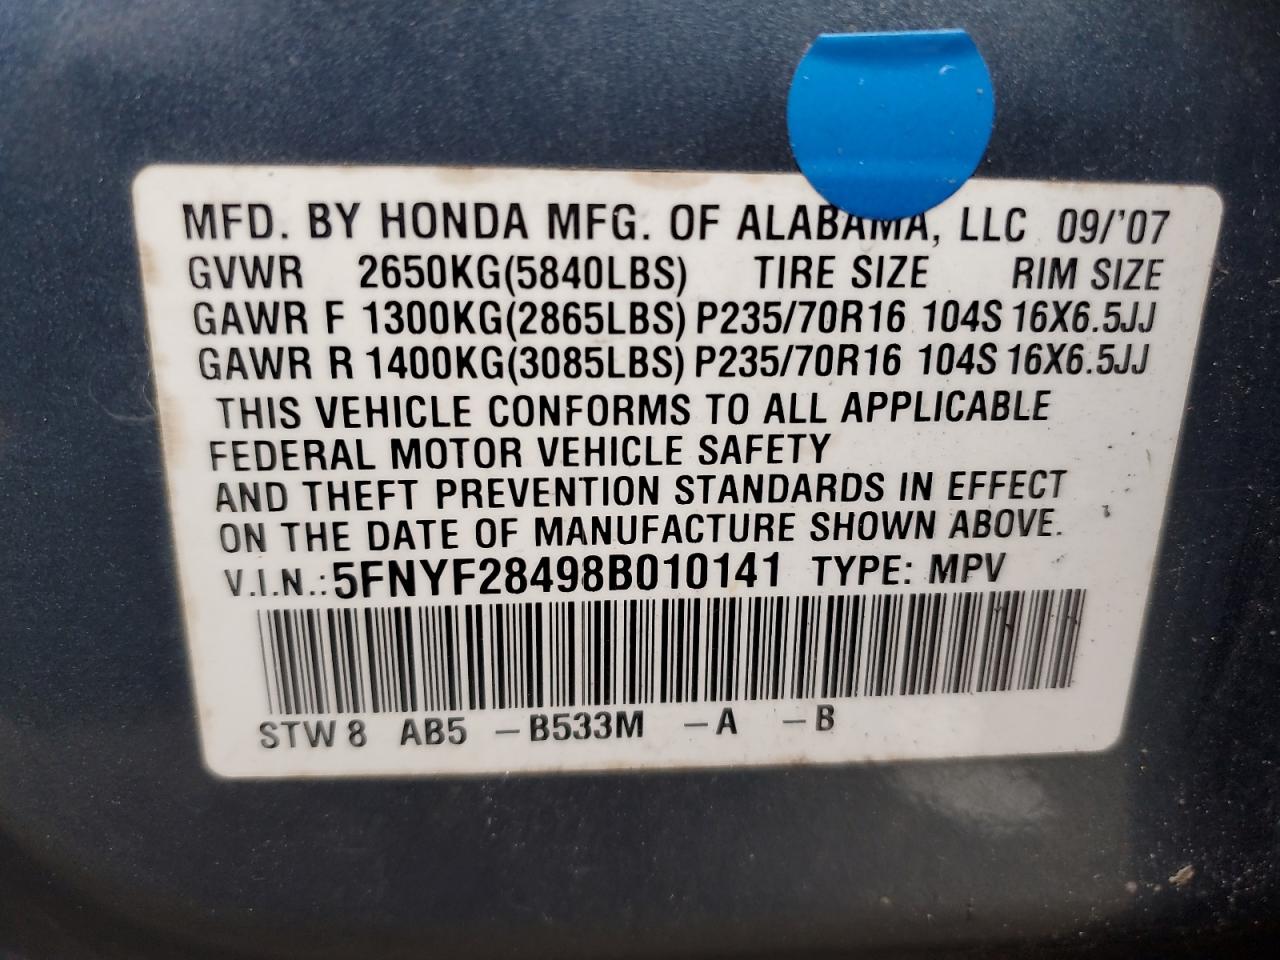 MFD. BY HONDA MFG. OF ALABAMA, LLC 09/'07
GVWR 2650KG(5840LBS) TIRE SIZE RIM SIZE
GAWR F 1300KG(2865LBS) P235/70R16 104S 16X6.5JJ
GAWR R 1400KG(3085LBS) P235/70R16 104S 16X6.5JJ
THIS VEHICLE CONFORMS TO ALL APPLICABLE
FEDERAL MOTOR VEHICLE SAFETY
AND THEFT PREVENTION STANDARDS IN EFFECT
ON THE DATE OF MANUFACTURE SHOWN ABOVE.
V.I.N.: 5FNYF28498B010141 TYPE: MPV
STW 8 AB5 – B533M – A – B